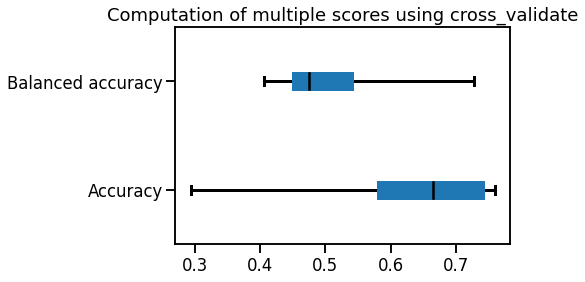 Computation of multiple scores using cross_validate
Balanced accuracy
Accuracy
0.3 0.4 0.5 0.6 0.7